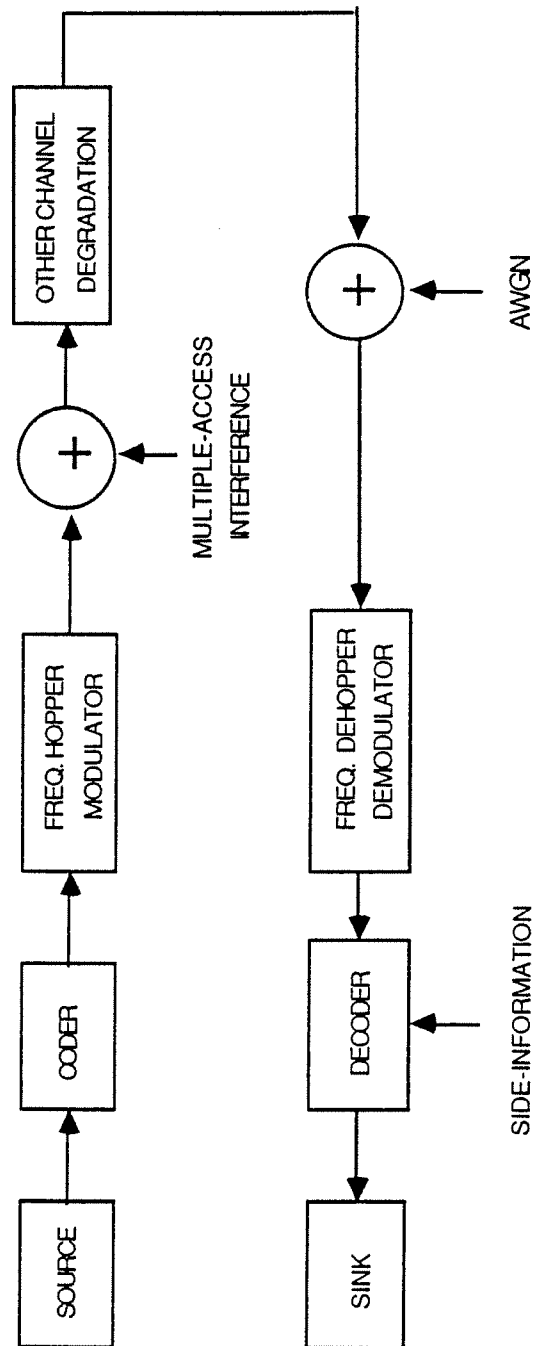 SOURCE
CODER
FREQ. HOPPER
MODULATOR
+
MULTIPLE-ACCESS
INTERFERENCE
OTHER CHANNEL
DEGRADATION
+
AWGN
FREQ. DEHOPPER
DEMODULATOR
DECODER
SIDE-INFORMATION
SINK